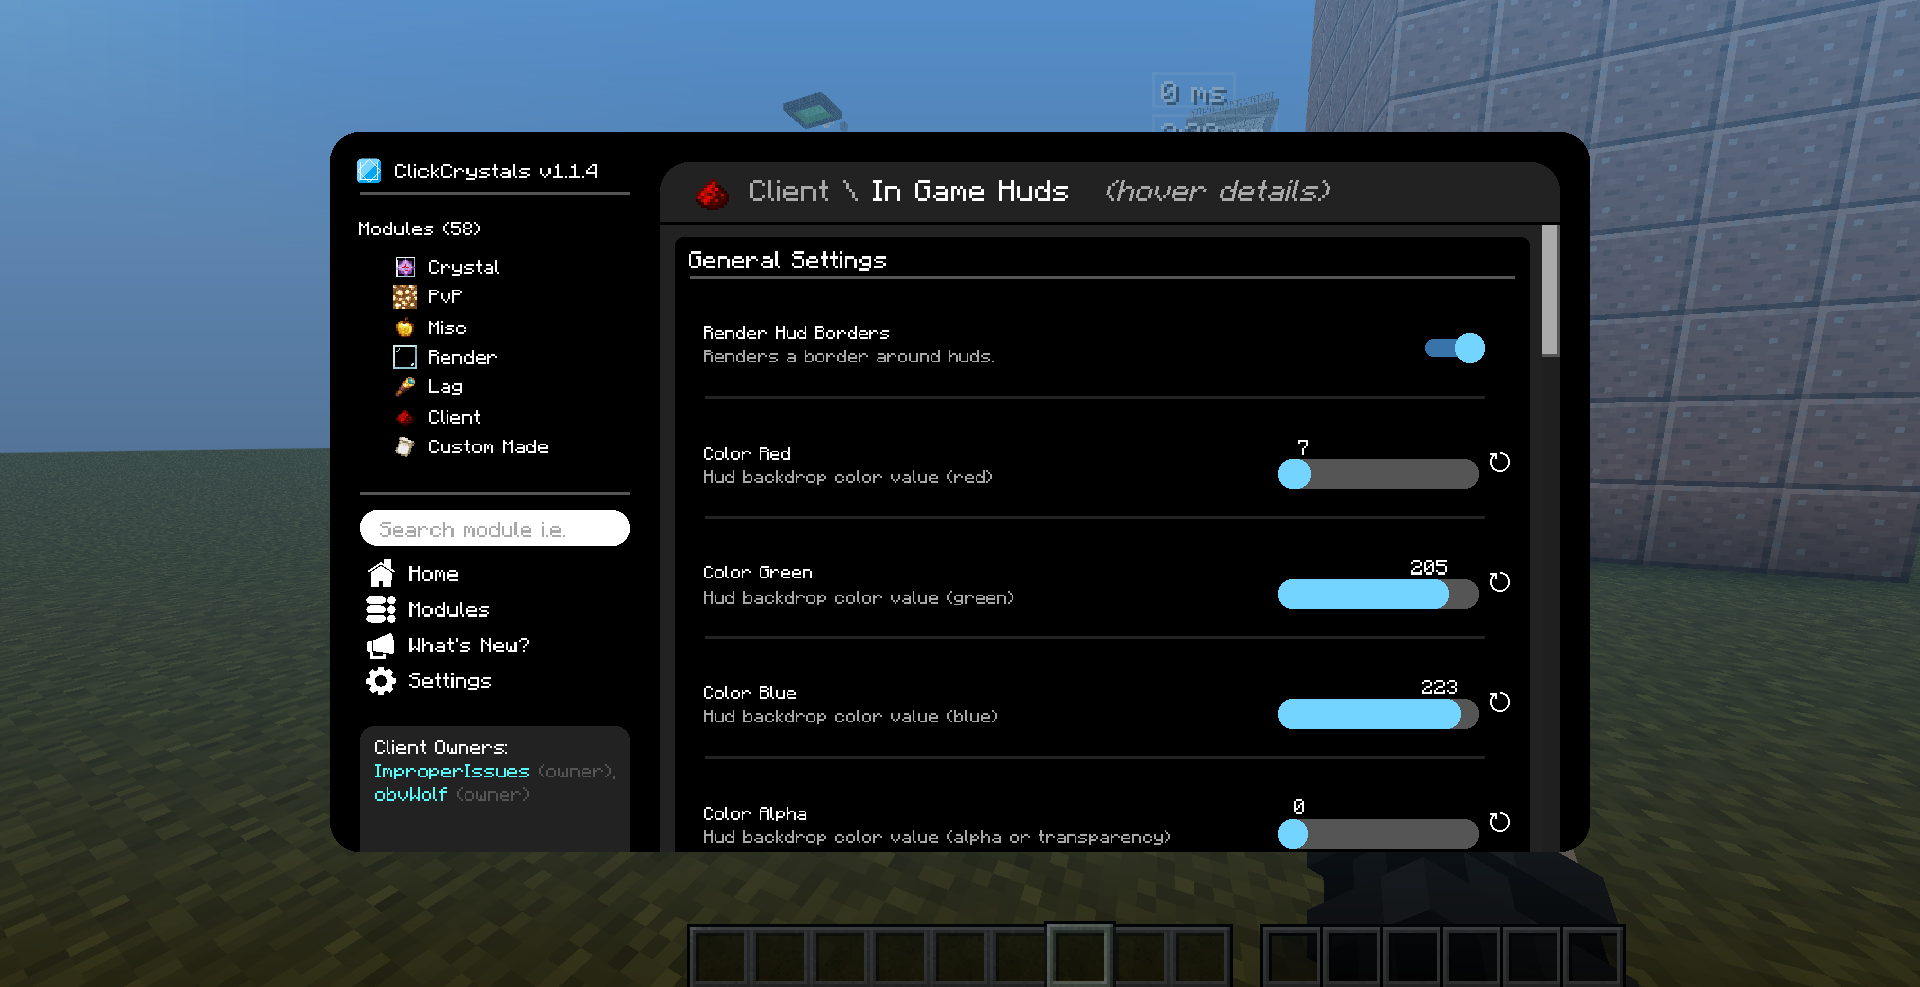 0 ms
ClickCrystals v1.1.4
Modules (58)
Crystal
PvP
Misc
Render
Lag
Client
Custom Made
Search module i.e.
Home
Modules
What's New?
Settings
Client Owners:
ImproperIssues (owner),
obvWolf (owner)
Client \ In Game Huds (hover details)
General Settings
Render Hud Borders
Renders a border around huds.
Color Red
Hud backdrop color value (red)
7
Color Green
Hud backdrop color value (green)
205
Color Blue
Hud backdrop color value (blue)
223
Color Alpha
Hud backdrop color value (alpha or transparency)
0